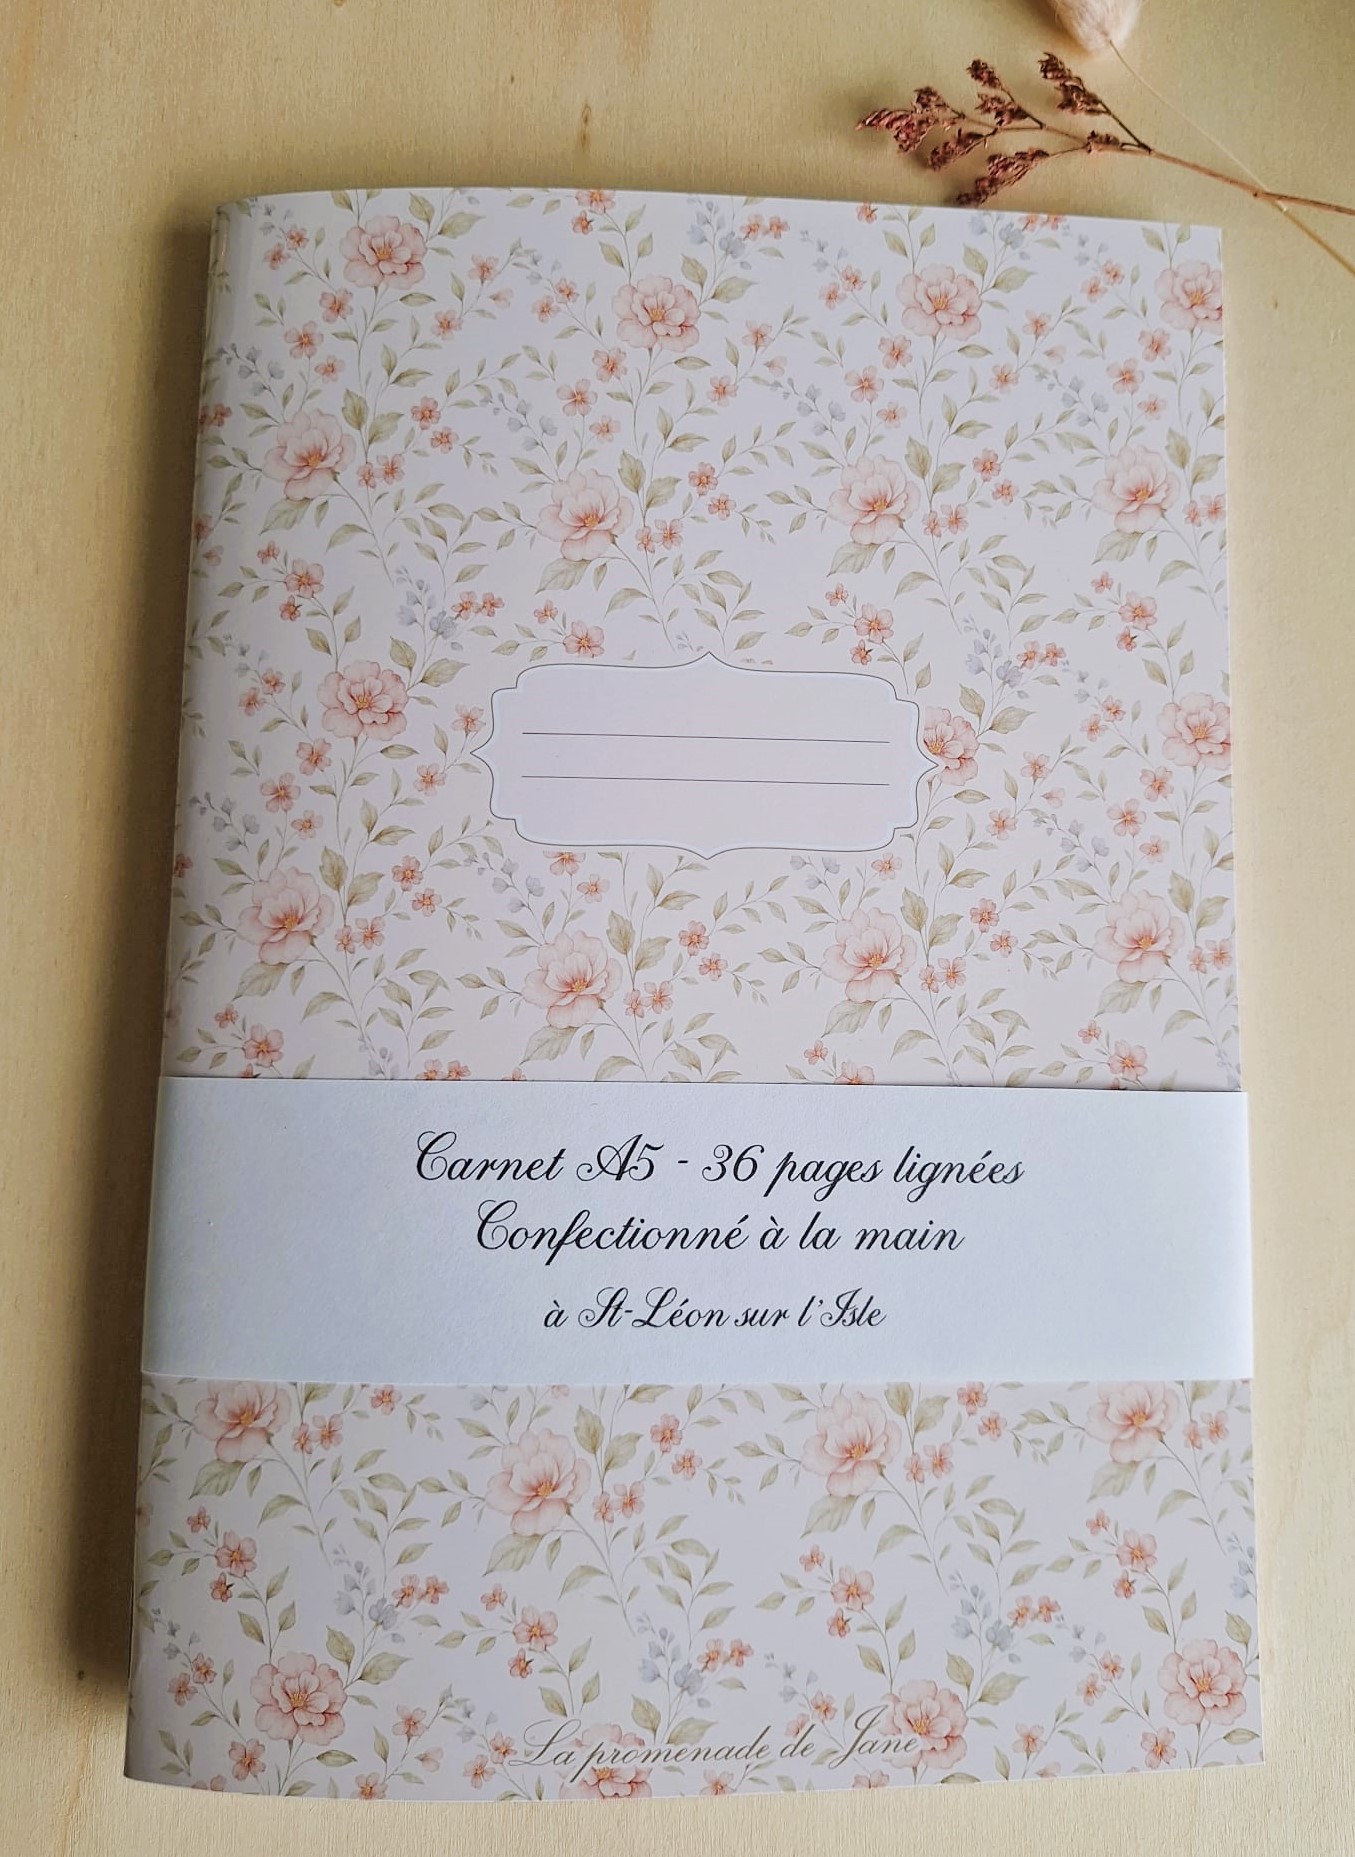 Carnet A5 - 36 pages lignées
Confectionné à la main
à St-Léon sur l'Isle
La promenade de Jane